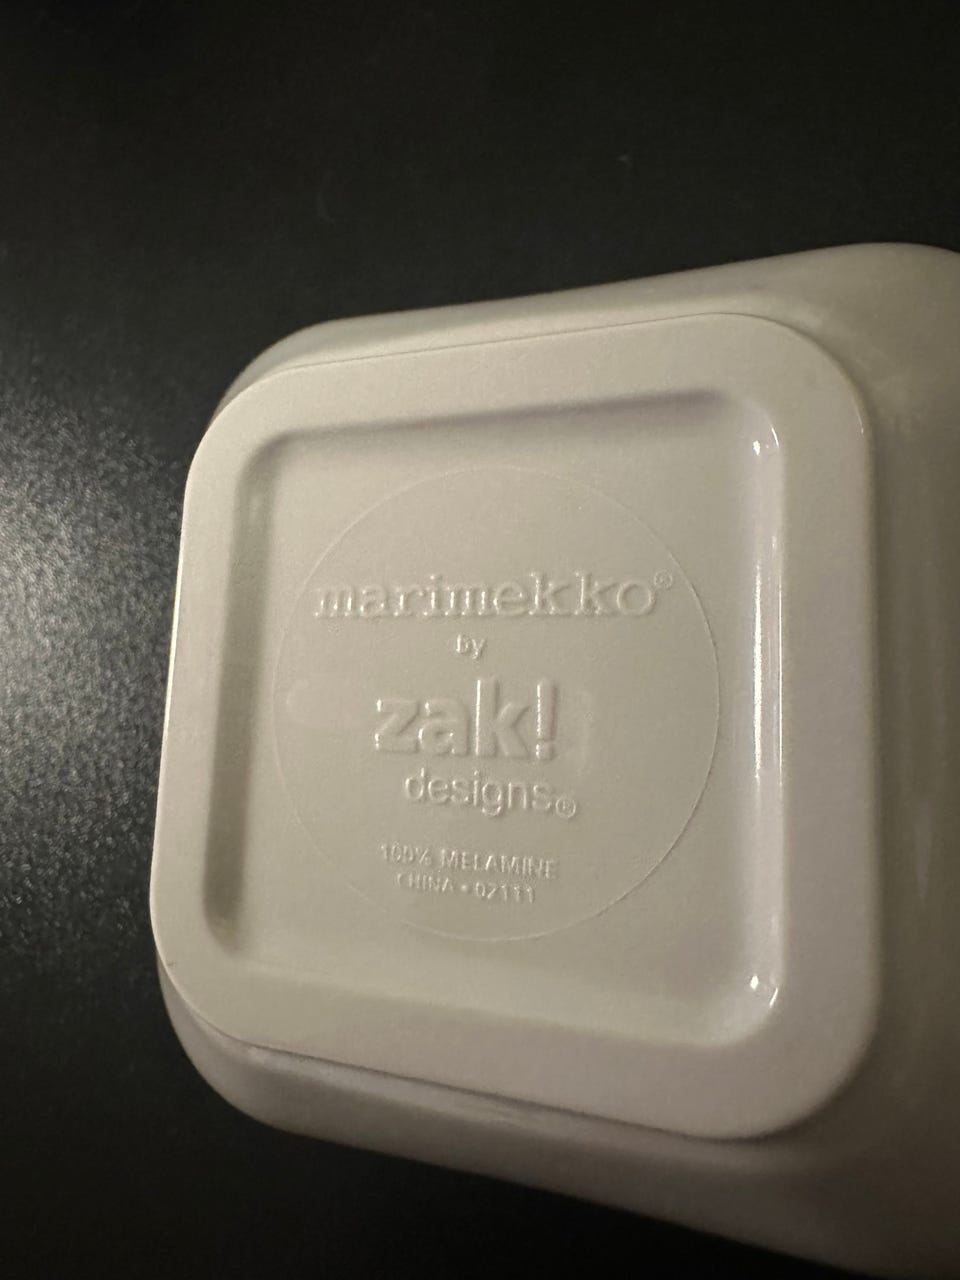 marimekko®
by
zak!
designs®
100% MELAMINE
CHINA • 02111